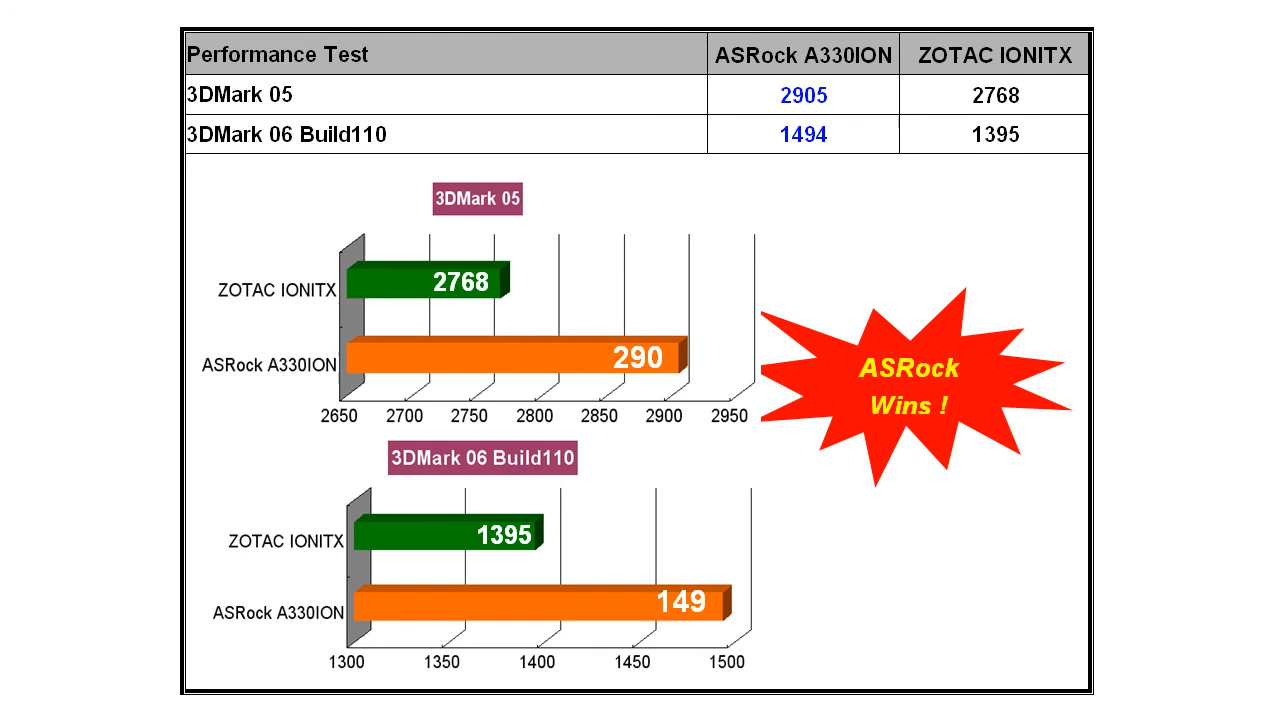 Performance Test ASRock A330ION ZOTAC IONITX
3DMark 05 2905 2768
3DMark 06 Build110 1494 1395
3DMark 05
ZOTAC IONITX 2768
ASRock A330ION 290
2650 2700 2750 2800 2850 2900 2950
ASRock
Wins !
3DMark 06 Build110
ZOTAC IONITX 1395
ASRock A330ION 149
1300 1350 1400 1450 1500